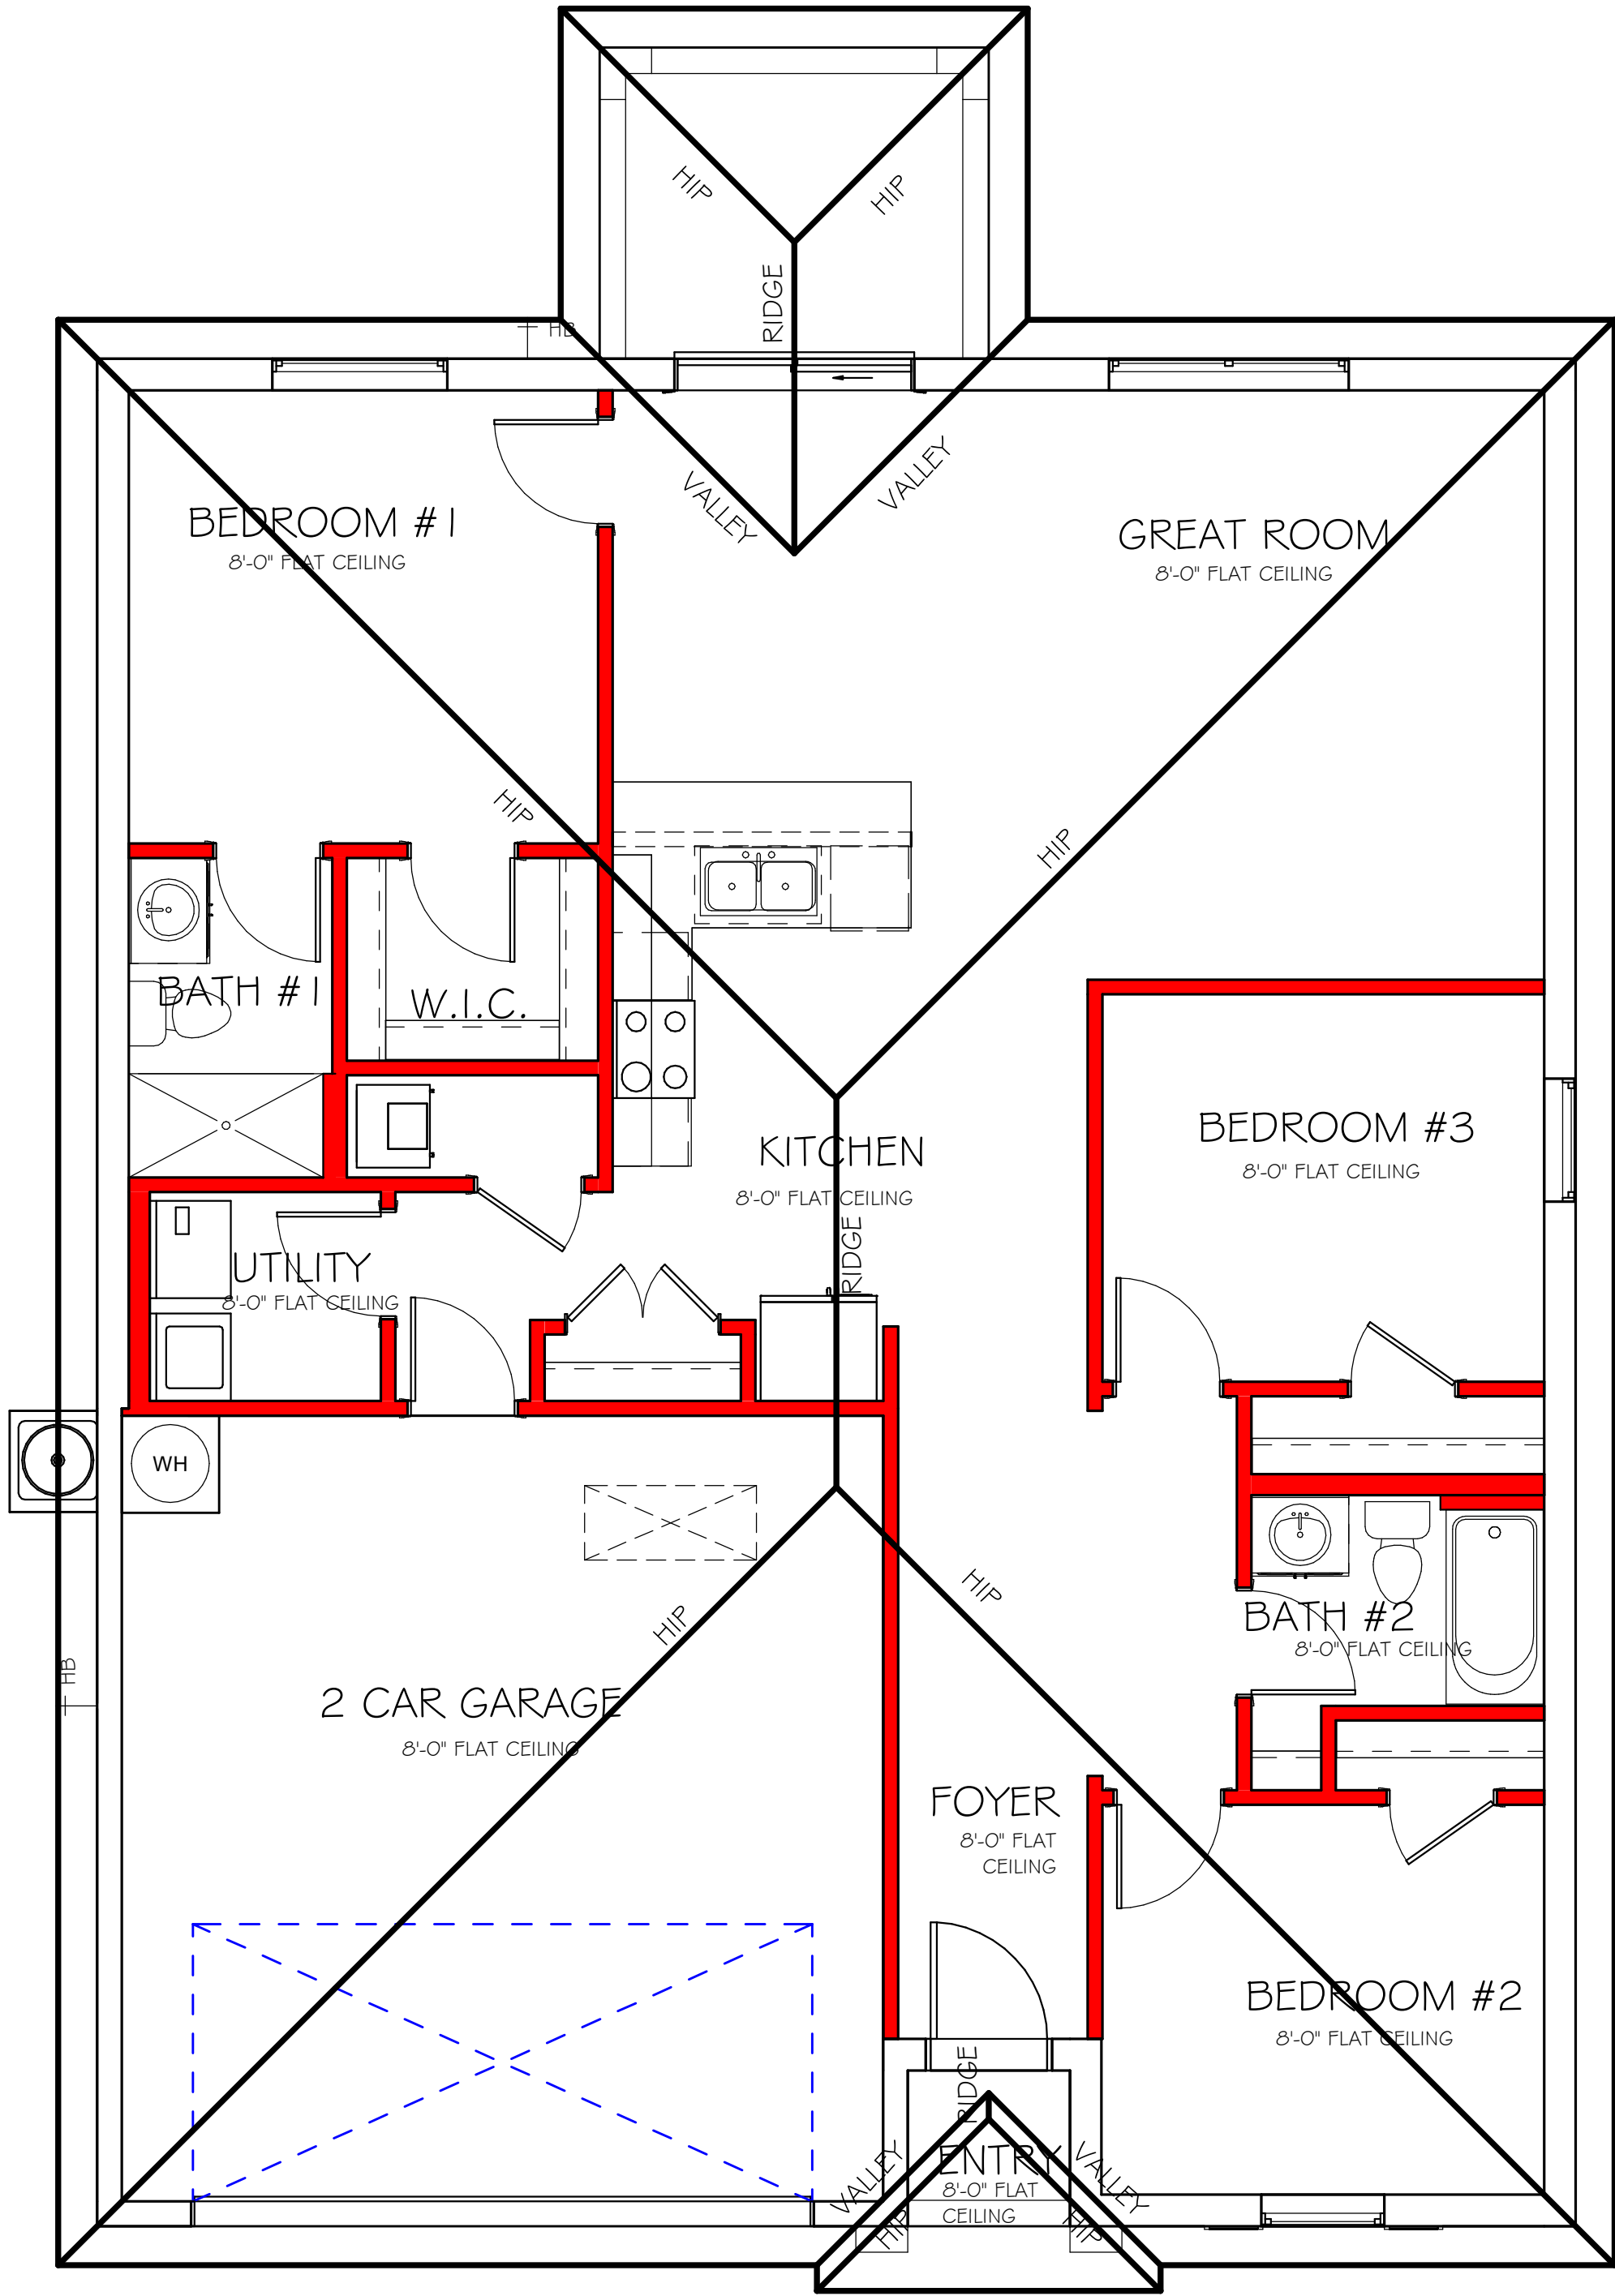 HIP
HIP
RIDGE
HB
VALLEY
VALLEY
BEDROOM #1
8'-0" FLAT CEILING
GREAT ROOM
8'-0" FLAT CEILING
HIP
HIP
BATH #1
W.I.C.
KITCHEN
8'-0" FLAT CEILING
BEDROOM #3
8'-0" FLAT CEILING
RIDGE
UTILITY
8'-0" FLAT CEILING
WH
HIP
HIP
BATH #2
8'-0" FLAT CEILING
HB
2 CAR GARAGE
8'-0" FLAT CEILING
FOYER
8'-0" FLAT
CEILING
BEDROOM #2
8'-0" FLAT CEILING
RIDGE
VALLEY
ENTRY
VALLEY
8'-0" FLAT
CEILING
HIP
HIP